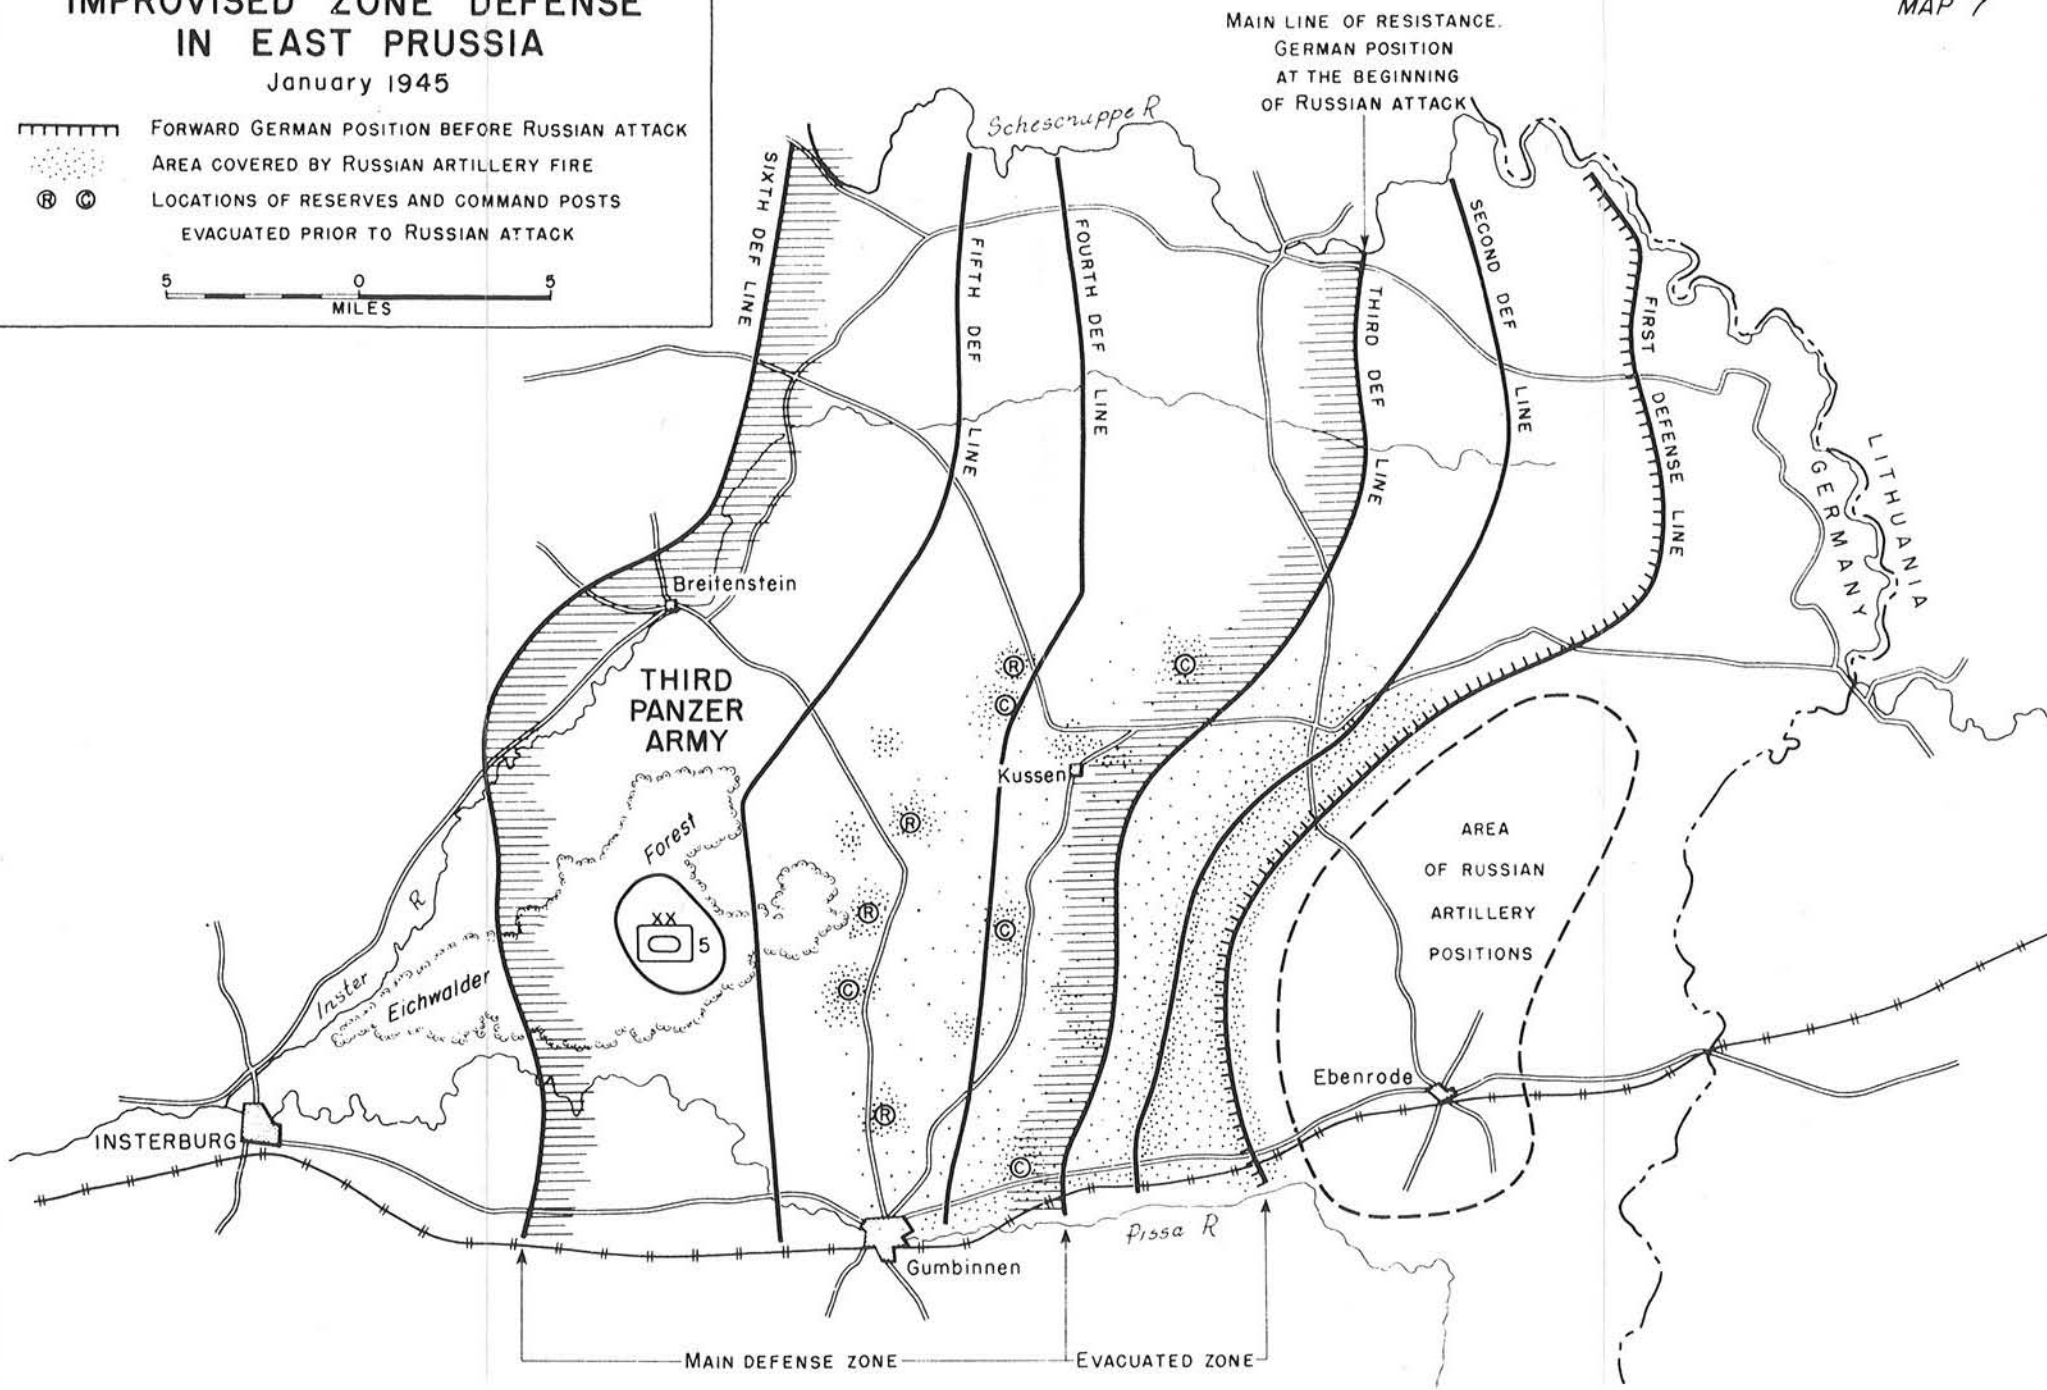 IMPROVISED ZONE DEFENSE
IN EAST PRUSSIA
January 1945
FORWARD GERMAN POSITION BEFORE RUSSIAN ATTACK
AREA COVERED BY RUSSIAN ARTILLERY FIRE
R C LOCATIONS OF RESERVES AND COMMAND POSTS
EVACUATED PRIOR TO RUSSIAN ATTACK
5 0 5
MILES
MAP 7
MAIN LINE OF RESISTANCE.
GERMAN POSITION
AT THE BEGINNING
OF RUSSIAN ATTACK
Schescnuppe R
SIXTH DEF LINE
FIFTH DEF LINE
FOURTH DEF LINE
THIRD DEF LINE
SECOND DEF LINE
FIRST DEFENSE LINE
LITHUANIA
GERMANY
Breitenstein
THIRD
PANZER
ARMY
R
C
C
Kussen
Forest
R
XX
5
R
C
C
R
C
AREA
OF RUSSIAN
ARTILLERY
POSITIONS
Inster R
Eichwalder
Ebenrode
INSTERBURG
Pissa R
Gumbinnen
MAIN DEFENSE ZONE
EVACUATED ZONE